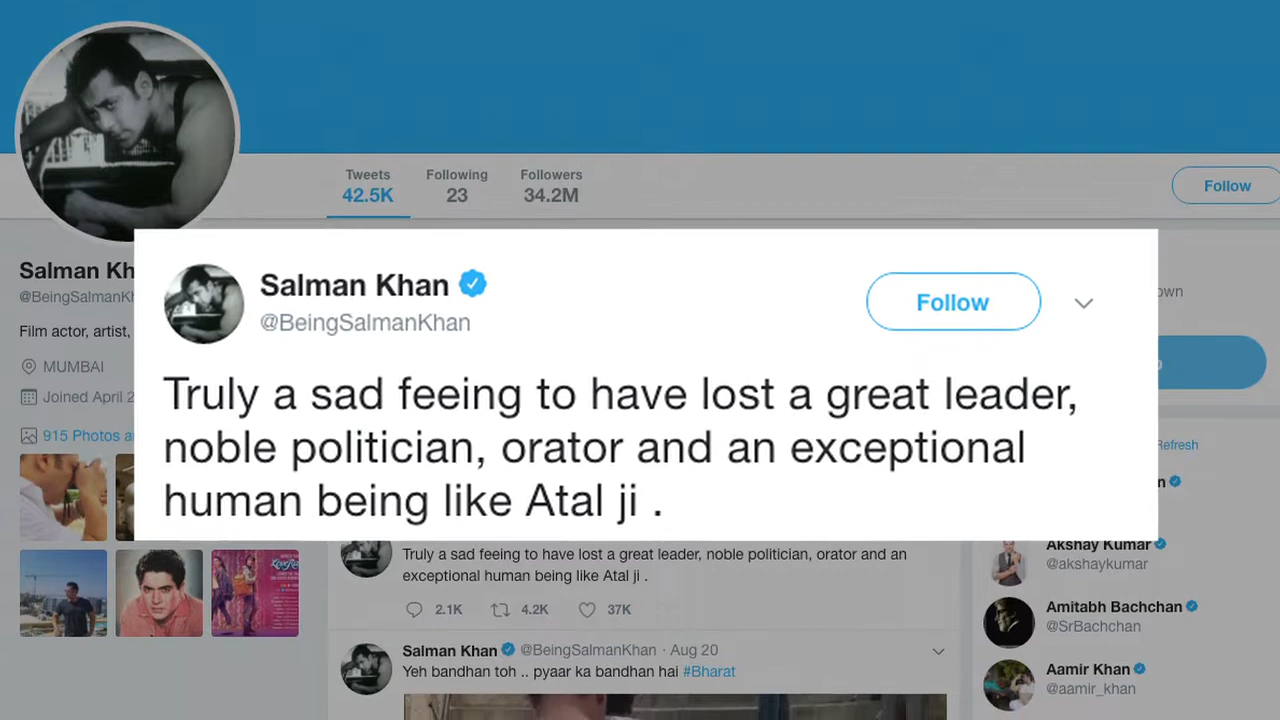 Tweets
42.5K
Following
23
Followers
34.2M
Follow
Salman Kh
@BeingSalmanKh
Film actor, artist,
MUMBAI
Joined April 2
915 Photos a
Salman Khan
@BeingSalmanKhan
Follow
Truly a sad feeing to have lost a great leader,
noble politician, orator and an exceptional
human being like Atal ji .
Truly a sad feeing to have lost a great leader, noble politician, orator and an
exceptional human being like Atal ji .
2.1K 4.2K 37K
Salman Khan @BeingSalmanKhan · Aug 20
Yeh bandhan toh .. pyaar ka bandhan hai #Bharat
Refresh
Akshay Kumar
@akshaykumar
Amitabh Bachchan
@SrBachchan
Aamir Khan
@aamir_khan